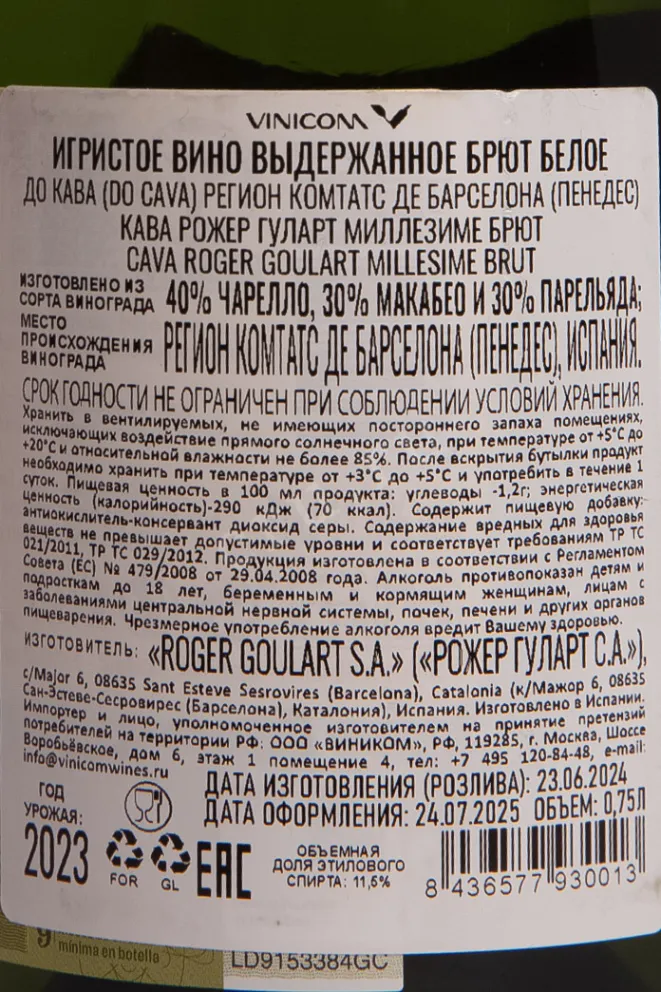 VINICOM
ИГРИСТОЕ ВИНО ВЫДЕРЖАННОЕ БРЮТ БЕЛОЕ
ДО КАВА (DO CAVA) РЕГИОН КОМТАТС ДЕ БАРСЕЛОНА (ПЕНЕДЕС)
КАВА РОЖЕР ГУЛАРТ МИЛЛЕЗИМЕ БРЮТ
CAVA ROGER GOULART MILLESIME BRUT
ИЗГОТОВЛЕНО ИЗ
СОРТА ВИНОГРАДА 40% ЧАРЕЛЛО, 30% МАКАБЕО И 30% ПАРЕЛЬЯДА;
МЕСТО
ПРОИСХОЖДЕНИЯ
ВИНОГРАДА РЕГИОН КОМТАТС ДЕ БАРСЕЛОНА (ПЕНЕДЕС), ИСПАНИЯ.
СРОК ГОДНОСТИ НЕ ОГРАНИЧЕН ПРИ СОБЛЮДЕНИИ УСЛОВИЙ ХРАНЕНИЯ.
Хранить в вентилируемых, не имеющих постороннего запаха помещениях,
исключающих воздействие прямого солнечного света, при температуре от +5°С до
+20°С и относительной влажности не более 85%. После вскрытия бутылки продукт
необходимо хранить при температуре от +3°С до +5°С и употребить в течение 1
суток. Пищевая ценность в 100 мл продукта: углеводы -1,2г; энергетическая
ценность (калорийность)-290 кДж (70 ккал). Содержит пищевую добавку:
антиокислитель-консервант диоксид серы. Содержание вредных для здоровья
веществ не превышает допустимые уровни и соответствует требованиям ТР ТС
021/2011, ТР ТС 029/2012. Продукция изготовлена в соответствии с Регламентом
Совета (ЕС) № 479/2008 от 29.04.2008 года. Алкоголь противопоказан детям и
подросткам до 18 лет, беременным и кормящим женщинам, лицам с
заболеваниями центральной нервной системы, почек, печени и других органов
пищеварения. Чрезмерное употребление алкоголя вредит Вашему здоровью.
ИЗГОТОВИТЕЛЬ: «ROGER GOULART S.A.» («РОЖЕР ГУЛАРТ С.А.»),
c/Major 6, 08635 Sant Esteve Sesrovires (Barcelona), Catalonia (к/Мажор 6, 08635
Сан-Эстеве-Сесровирес (Барселона), Каталония), Испания. Изготовлено в Испании.
Импортер и лицо, уполномоченное изготовителем на принятие претензий
потребителей на территории РФ: ООО «ВИНИКОМ», РФ, 119285, г. Москва, Шоссе
Воробьёвское, дом 6, этаж 1 помещение 4, тел: +7 495 120-84-48, e-mail:
info@vinicomwines.ru
ДАТА ИЗГОТОВЛЕНИЯ (РОЗЛИВА): 23.06.2024
ДАТА ОФОРМЛЕНИЯ: 24.07.2025 ОБЪЕМ: 0,75Л
ГОД
УРОЖАЯ:
2023
FOR
GL
EAC
ОБЪЕМНАЯ
ДОЛЯ ЭТИЛОВОГО
СПИРТА: 11,5%
8 436577 930013
9
mínima en botella
LD9153384GC